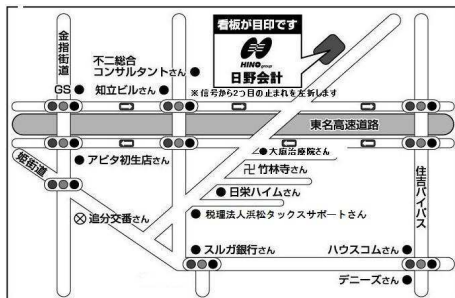 看板が目印です
HINO group
日野会計
※信号から2つ目の止まれを左折します
金指街道
不二総合
コンサルタントさん
GS
知立ビルさん
東名高速道路
アピタ初生店さん
大庭治療院さん
卍竹林寺さん
姫街道
日栄ハイムさん
住吉バイパス
追分交番さん
税理法人浜松タックスサポートさん
スルガ銀行さん
ハウスコムさん
デニーズさん